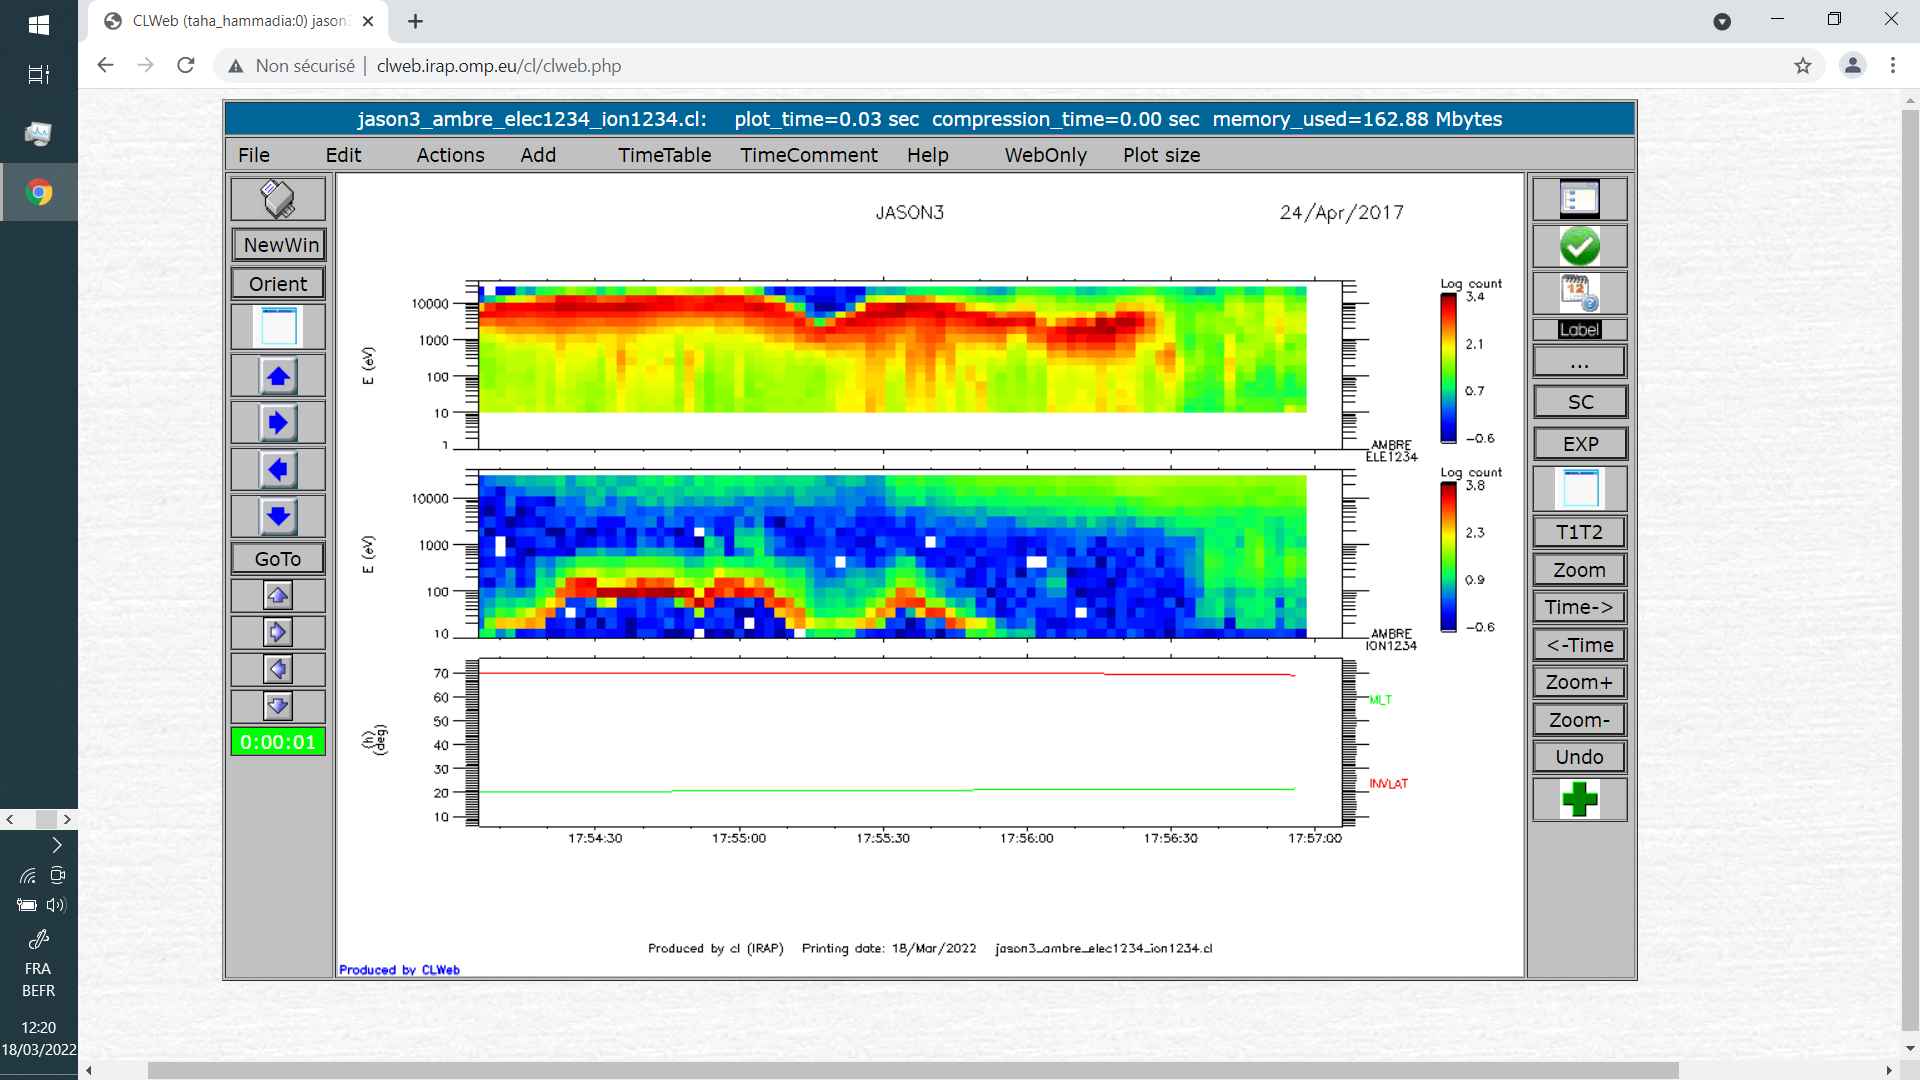 CLWeb (taha_hammadia:0) jason3
Non sécurisé | clweb.irap.omp.eu/cl/clweb.php
jason3_ambre_elec1234_ion1234.cl: plot_time=0.03 sec compression_time=0.00 sec memory_used=162.88 Mbytes
File Edit Actions Add TimeTable TimeComment Help WebOnly Plot size
NewWin
Orient
GoTo
0:00:01
JASON3 24/Apr/2017
Log count
3.4
2.1
0.7
-0.6
E (eV)
10000
1000
100
10
1
AMBRE
ELE1234
Log count
3.8
2.3
0.9
-0.6
E (eV)
10000
1000
100
10
AMBRE
ION1234
(h)
(deg)
70
60
50
40
30
20
10
MLT
INVLAT
17:54:30 17:55:00 17:55:30 17:56:00 17:56:30 17:57:00
Produced by cl (IRAP) Printing date: 18/Mar/2022 jason3_ambre_elec1234_ion1234.cl
Produced by CLWeb
12
Label
...
SC
EXP
T1T2
Zoom
Time->
<-Time
Zoom+
Zoom-
Undo
FRA
BEFR
12:20
18/03/2022